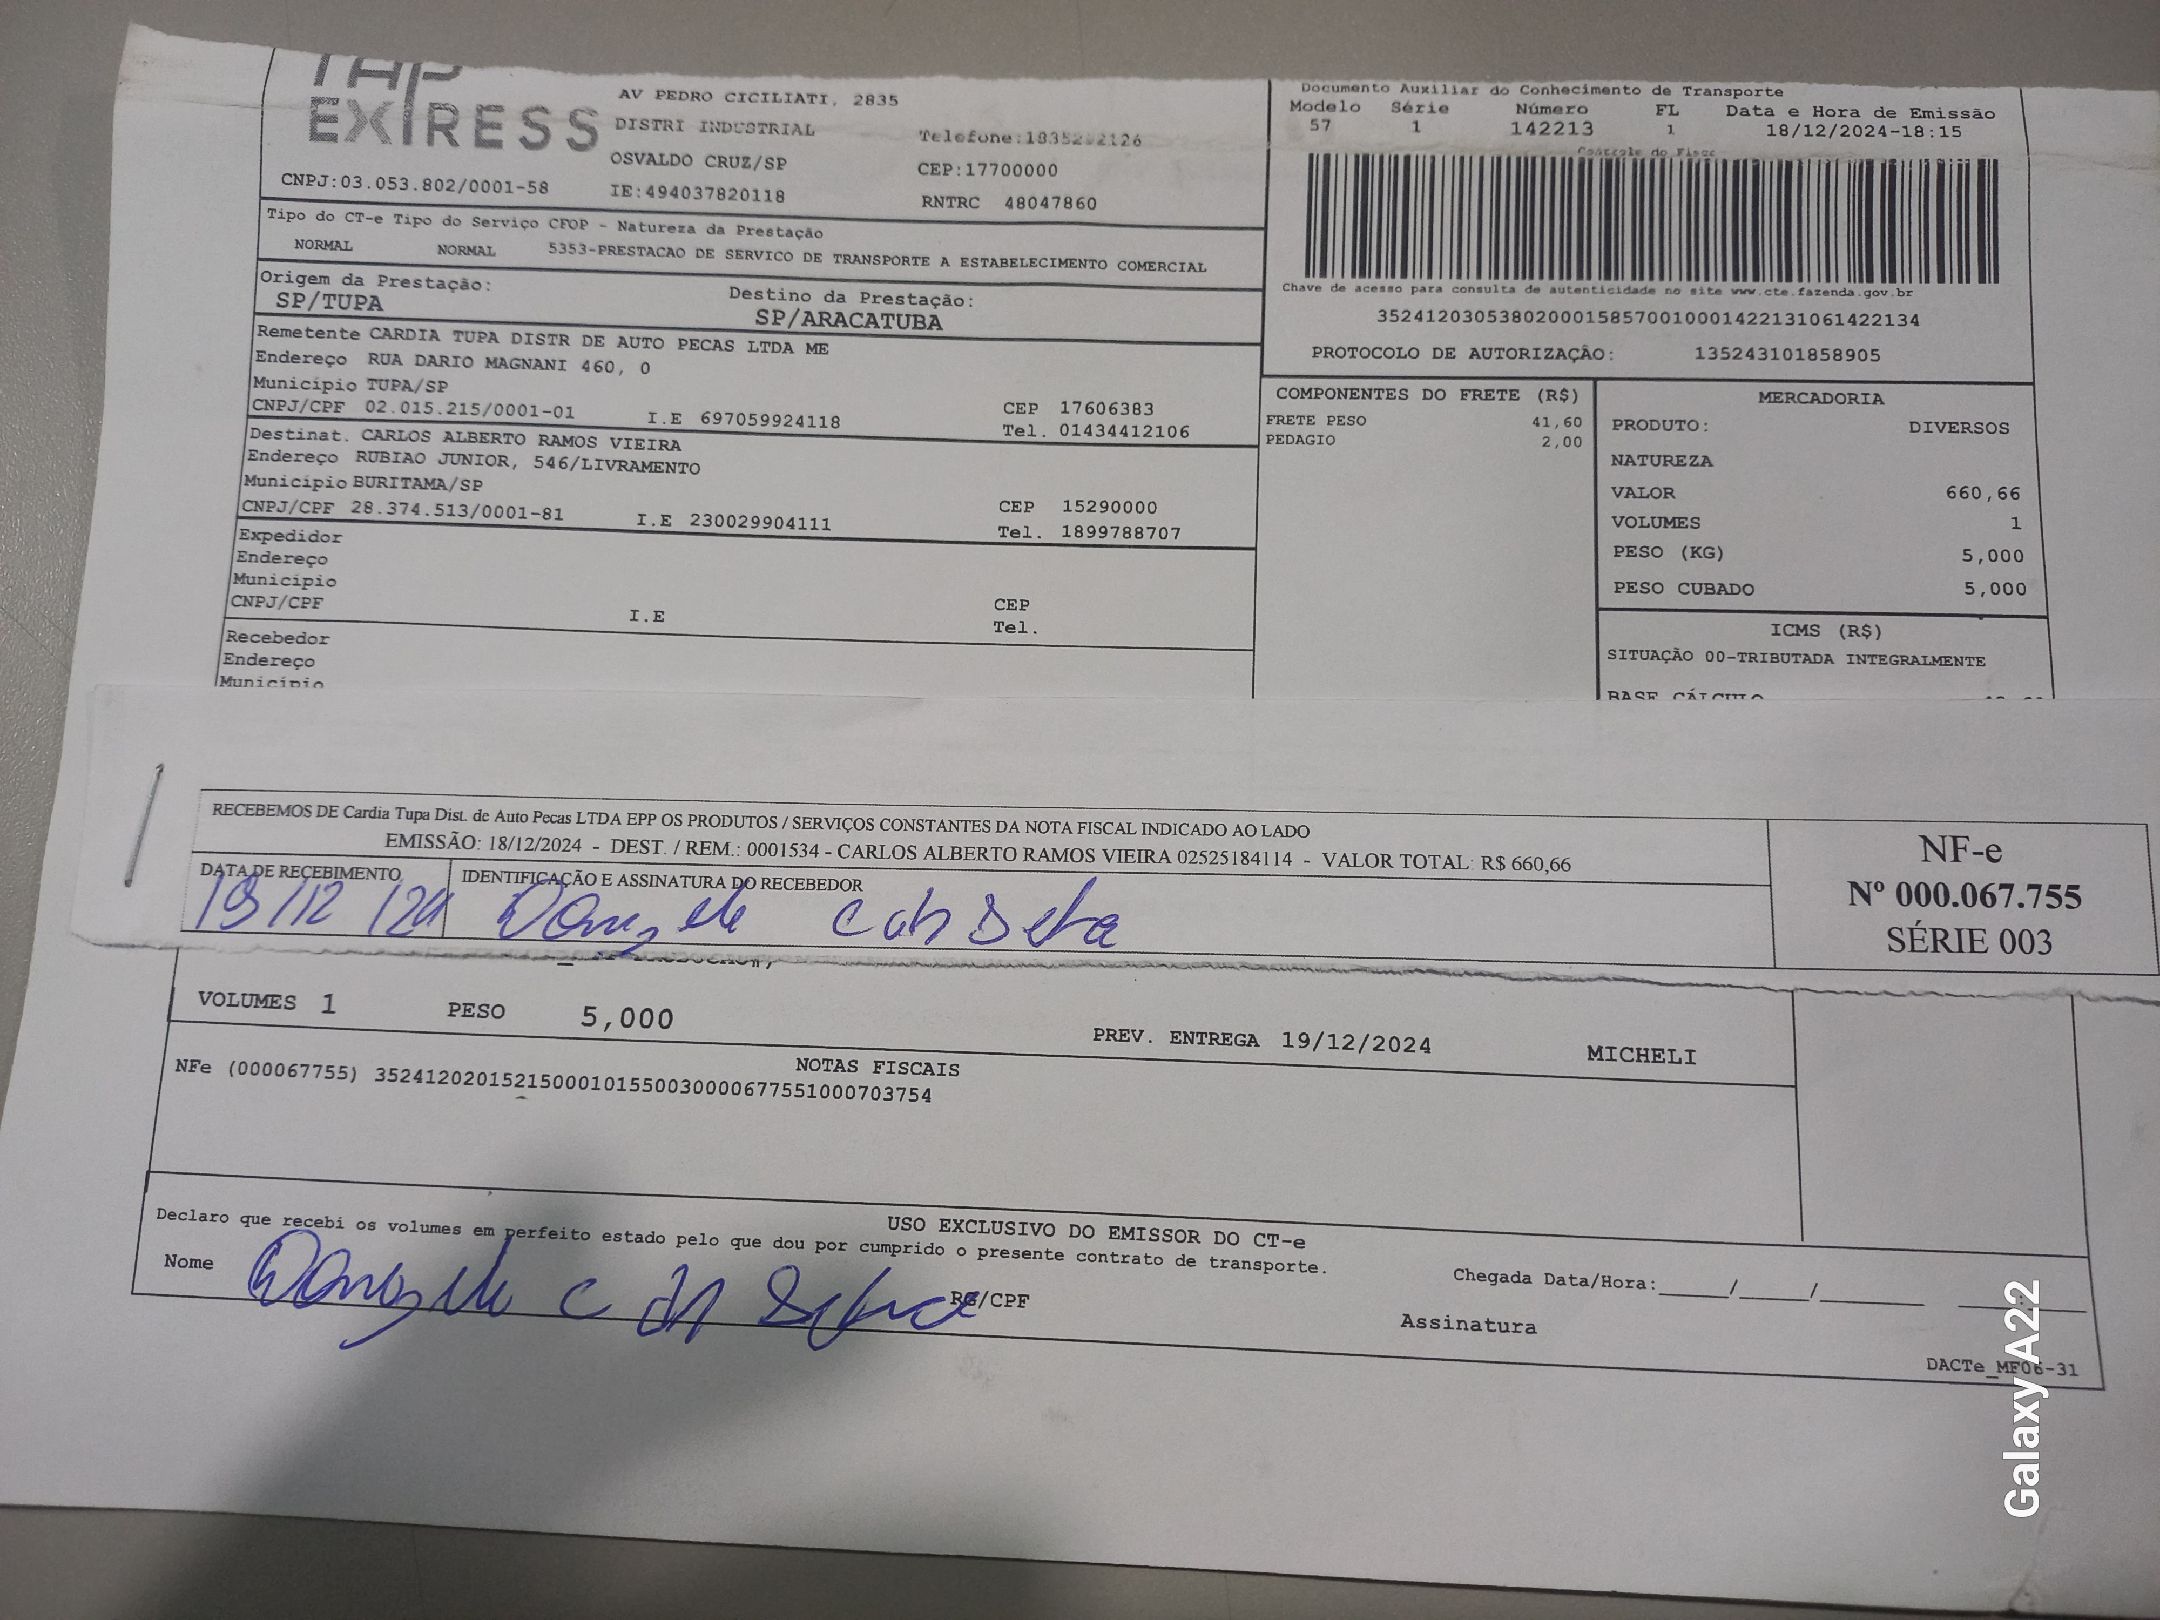 TAP
EXPRESS
AV PEDRO CICILIATI, 2835
DISTRI INDUSTRIAL
OSVALDO CRUZ/SP
CEP:17700000
CNPJ:03.053.802/0001-58 IE:494037820118 RNTRC 48047860
Documento Auxiliar do Conhecimento de Transporte
Modelo Série Número FL Data e Hora de Emissão
57 1 142213 1 18/12/2024-18:15
Controle do Fisco
Chave de acesso para consulta de autenticidade no site www.cte.fazenda.gov.br
35241203053802000158570010001422131061422134
PROTOCOLO DE AUTORIZAÇÃO: 135243101858905
Tipo do CT-e Tipo do Serviço CFOP - Natureza da Prestação
NORMAL NORMAL 5353-PRESTACAO DE SERVICO DE TRANSPORTE A ESTABELECIMENTO COMERCIAL
Origem da Prestação: Destino da Prestação:
SP/TUPA SP/ARACATUBA
Remetente CARDIA TUPA DISTR DE AUTO PECAS LTDA ME
Endereço RUA DARIO MAGNANI 460, 0
Município TUPA/SP CEP 17606383
CNPJ/CPF 02.015.215/0001-01 I.E 697059924118 Tel. 01434412106
Destinat. CARLOS ALBERTO RAMOS VIEIRA
Endereço RUBIAO JUNIOR, 546/LIVRAMENTO
Município BURITAMA/SP CEP 15290000
CNPJ/CPF 28.374.513/0001-81 I.E 230029904111 Tel. 1899788707
Expedidor
Endereço
Município CEP
CNPJ/CPF I.E Tel.
Recebedor
Endereço
Município
COMPONENTES DO FRETE (R$)
FRETE PESO 41,60
PEDAGIO 2,00
MERCADORIA
PRODUTO: DIVERSOS
NATUREZA
VALOR 660,66
VOLUMES 1
PESO (KG) 5,000
PESO CUBADO 5,000
ICMS (R$)
SITUAÇÃO 00-TRIBUTADA INTEGRALMENTE
BASE CÁLCULO
RECEBEMOS DE Cardia Tupa Dist. de Auto Pecas LTDA EPP OS PRODUTOS / SERVIÇOS CONSTANTES DA NOTA FISCAL INDICADO AO LADO
EMISSÃO: 18/12/2024 - DEST. / REM.: 0001534 - CARLOS ALBERTO RAMOS VIEIRA 02525184114 - VALOR TOTAL: R$ 660,66
DATA DE RECEBIMENTO IDENTIFICAÇÃO E ASSINATURA DO RECEBEDOR
19/12/24
NF-e
Nº 000.067.755
SÉRIE 003
VOLUMES 1 PESO 5,000 PREV. ENTREGA 19/12/2024 MICHELI
NOTAS FISCAIS
NFe (000067755) 35241202015215000101550030000677551000703754
USO EXCLUSIVO DO EMISSOR DO CT-e
Declaro que recebi os volumes em perfeito estado pelo que dou por cumprido o presente contrato de transporte.
Nome RG/CPF Chegada Data/Hora:_____/_____/________ ________
Assinatura
DACTe_MF06-31
Galaxy A22